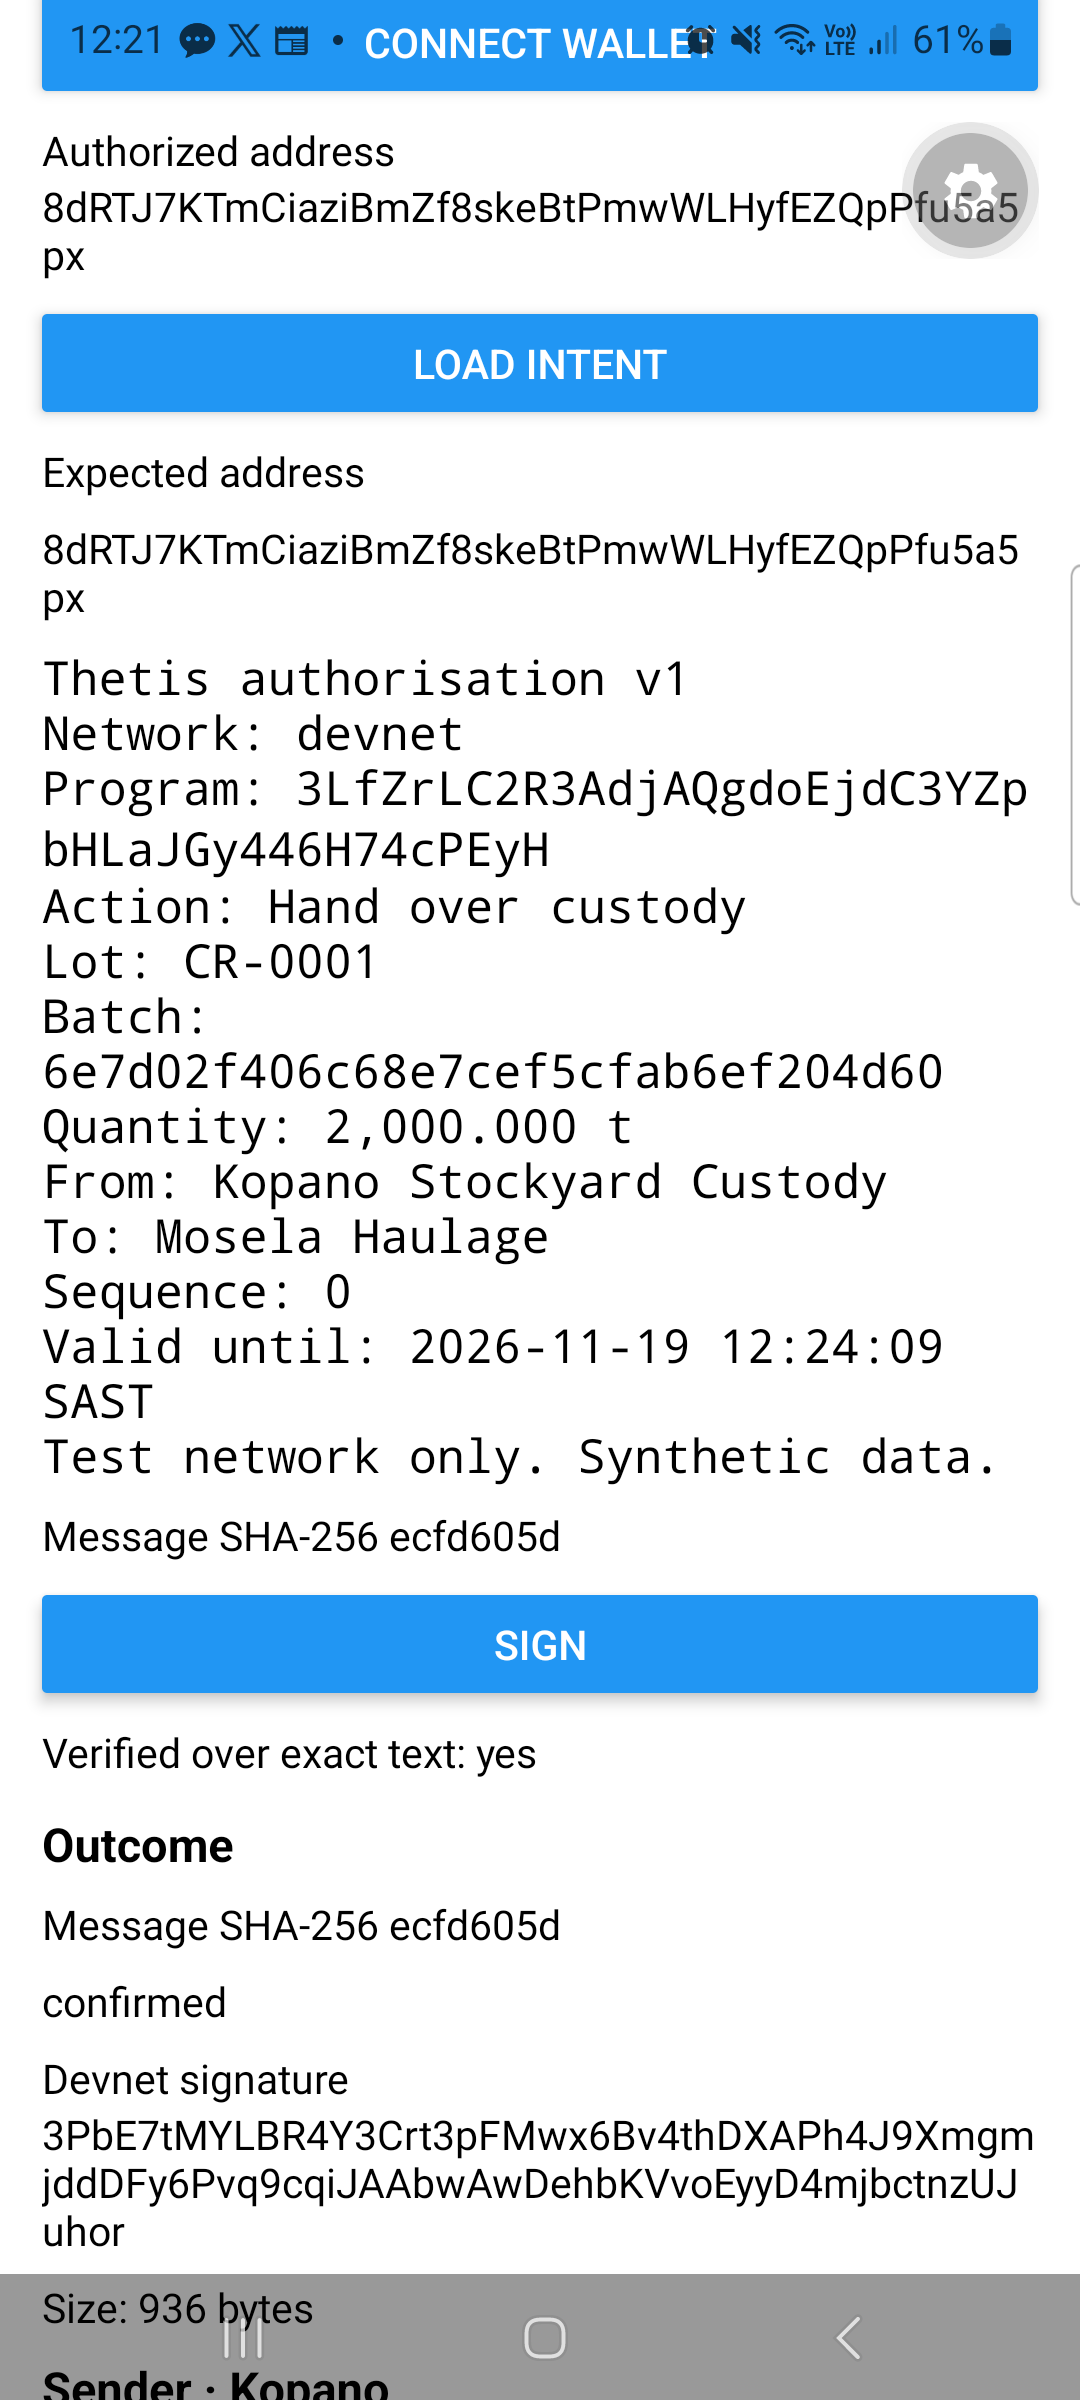 12:21
CONNECT WALLET
Vo)) LTE
61%
Authorized address
8dRTJ7KTmCiaziBmZf8skeBtPmwWLHyfEZQpPfu5a5
px
LOAD INTENT
Expected address
8dRTJ7KTmCiaziBmZf8skeBtPmwWLHyfEZQpPfu5a5
px
Thetis authorisation v1
Network: devnet
Program: 3LfZrLC2R3AdjAQgdoEjdC3YZp
bHLaJGy446H74cPEyH
Action: Hand over custody
Lot: CR-0001
Batch:
6e7d02f406c68e7cef5cfab6ef204d60
Quantity: 2,000.000 t
From: Kopano Stockyard Custody
To: Mosela Haulage
Sequence: 0
Valid until: 2026-11-19 12:24:09
SAST
Test network only. Synthetic data.
Message SHA-256 ecfd605d
SIGN
Verified over exact text: yes
Outcome
Message SHA-256 ecfd605d
confirmed
Devnet signature
3PbE7tMYLBR4Y3Crt3pFMwx6Bv4thDXAPh4J9Xmgm
jddDFy6Pvq9cqiJAAbwAwDehbKVvoEyyD4mjbctnzUJ
uhor
Size: 936 bytes
Sender · Kopano